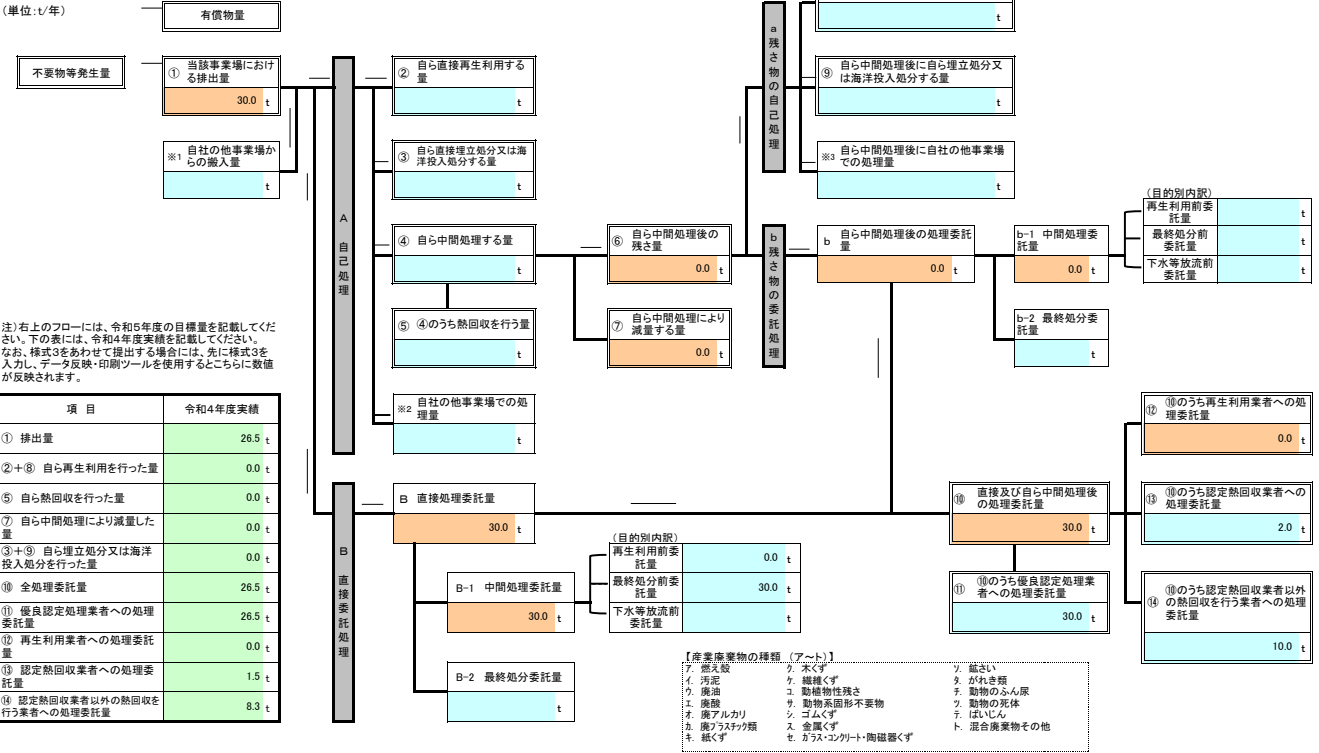 (単位:t/年)
有償物量
不要物等発生量
① 当該事業場におけ
る排出量
30.0 t
※1 自社の他事業場か
らの搬入量
t
A 自己処理
② 自ら直接再生利用する
量
t
③ 自ら直接埋立処分又は海
洋投入処分する量
t
④ 自ら中間処理する量
t
⑤ ④のうち熱回収を行う量
t
※2 自社の他事業場での処
理量
t
⑥ 自ら中間処理後の
残さ量
0.0 t
⑦ 自ら中間処理により
減量する量
0.0 t
a 残さ物の自己処理
t
⑨ 自ら中間処理後に自ら埋立処分又
は海洋投入処分する量
t
※3 自ら中間処理後に自社の他事業場
での処理量
t
b 残さ物の委託処理
b 自ら中間処理後の処理委託
量
0.0 t
b-1 中間処理委
託量
0.0 t
b-2 最終処分委
託量
t
(目的別内訳)
再生利用前委
託量
t
最終処分前
委託量
t
下水等放流前
委託量
t
注)右上のフローには、令和5年度の目標量を記載してくだ
さい。下の表には、令和4年度実績を記載してください。
なお、様式3をあわせて提出する場合には、先に様式3を
入力し、データ反映・印刷ツールを使用するとこちらに数値
が反映されます。
項 目 令和4年度実績
① 排出量 26.5 t
②+⑧ 自ら再生利用を行った量 0.0 t
⑤ 自ら熱回収を行った量 0.0 t
⑦ 自ら中間処理により減量した
量 0.0 t
③+⑨ 自ら埋立処分又は海洋
投入処分を行った量 0.0 t
⑩ 全処理委託量 26.5 t
⑪ 優良認定処理業者への処理
委託量 26.5 t
⑫ 再生利用業者への処理委託
量 0.0 t
⑬ 認定熱回収業者への処理委
託量 1.5 t
⑭ 認定熱回収業者以外の熱回収を
行う業者への処理委託量 8.3 t
B 直接委託処理
B 直接処理委託量
30.0 t
B-1 中間処理委託量
30.0 t
B-2 最終処分委託量
t
(目的別内訳)
再生利用前委
託量
0.0 t
最終処分前委
託量
30.0 t
下水等放流前
委託量
t
⑩ 直接及び自ら中間処理後
の処理委託量
30.0 t
⑪ ⑩のうち優良認定処理業
者への処理委託量
30.0 t
⑫ ⑩のうち再生利用業者への処
理委託量
0.0 t
⑬ ⑩のうち認定熱回収業者への
処理委託量
2.0 t
⑭ ⑩のうち認定熱回収業者以外
の熱回収を行う業者への処理
委託量
10.0 t
【産業廃棄物の種類 (ア~ト)】
ア. 燃え殻
イ. 汚泥
ウ. 廃油
エ. 廃酸
オ. 廃アルカリ
カ. 廃プラスチック類
キ. 紙くず
ケ. 木くず
ケ. 繊維くず
コ. 動植物性残さ
サ. 動物系固形不要物
シ. ゴムくず
ス. 金属くず
セ. ガラス・コンクリート・陶磁器くず
ソ. 鉱さい
タ. がれき類
チ. 動物のふん尿
ツ. 動物の死体
テ. ばいじん
ト. 混合廃棄物その他